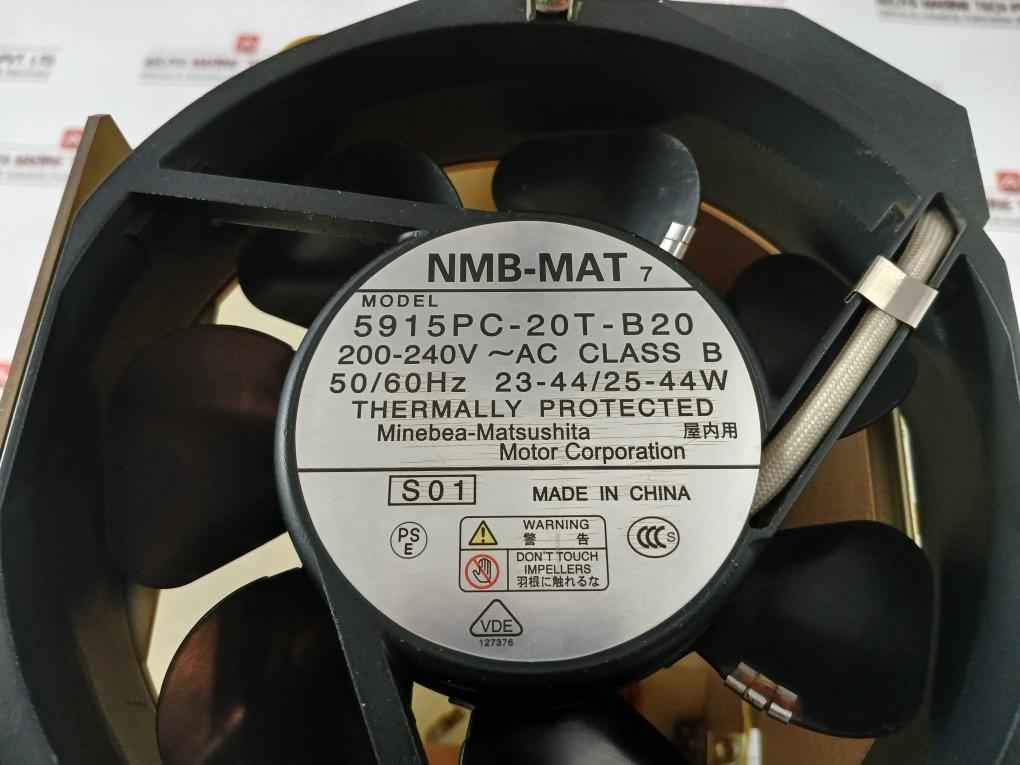 NMB-MAT 7
MODEL
5915PC-20T-B20
200-240V ~AC CLASS B
50/60Hz 23-44/25-44W
THERMALLY PROTECTED
Minebea-Matsushita 屋内用
Motor Corporation
S01 MADE IN CHINA
PS
E
WARNING
警 告
DON'T TOUCH
IMPELLERS
羽根に触れるな
CCC S
VDE
127376